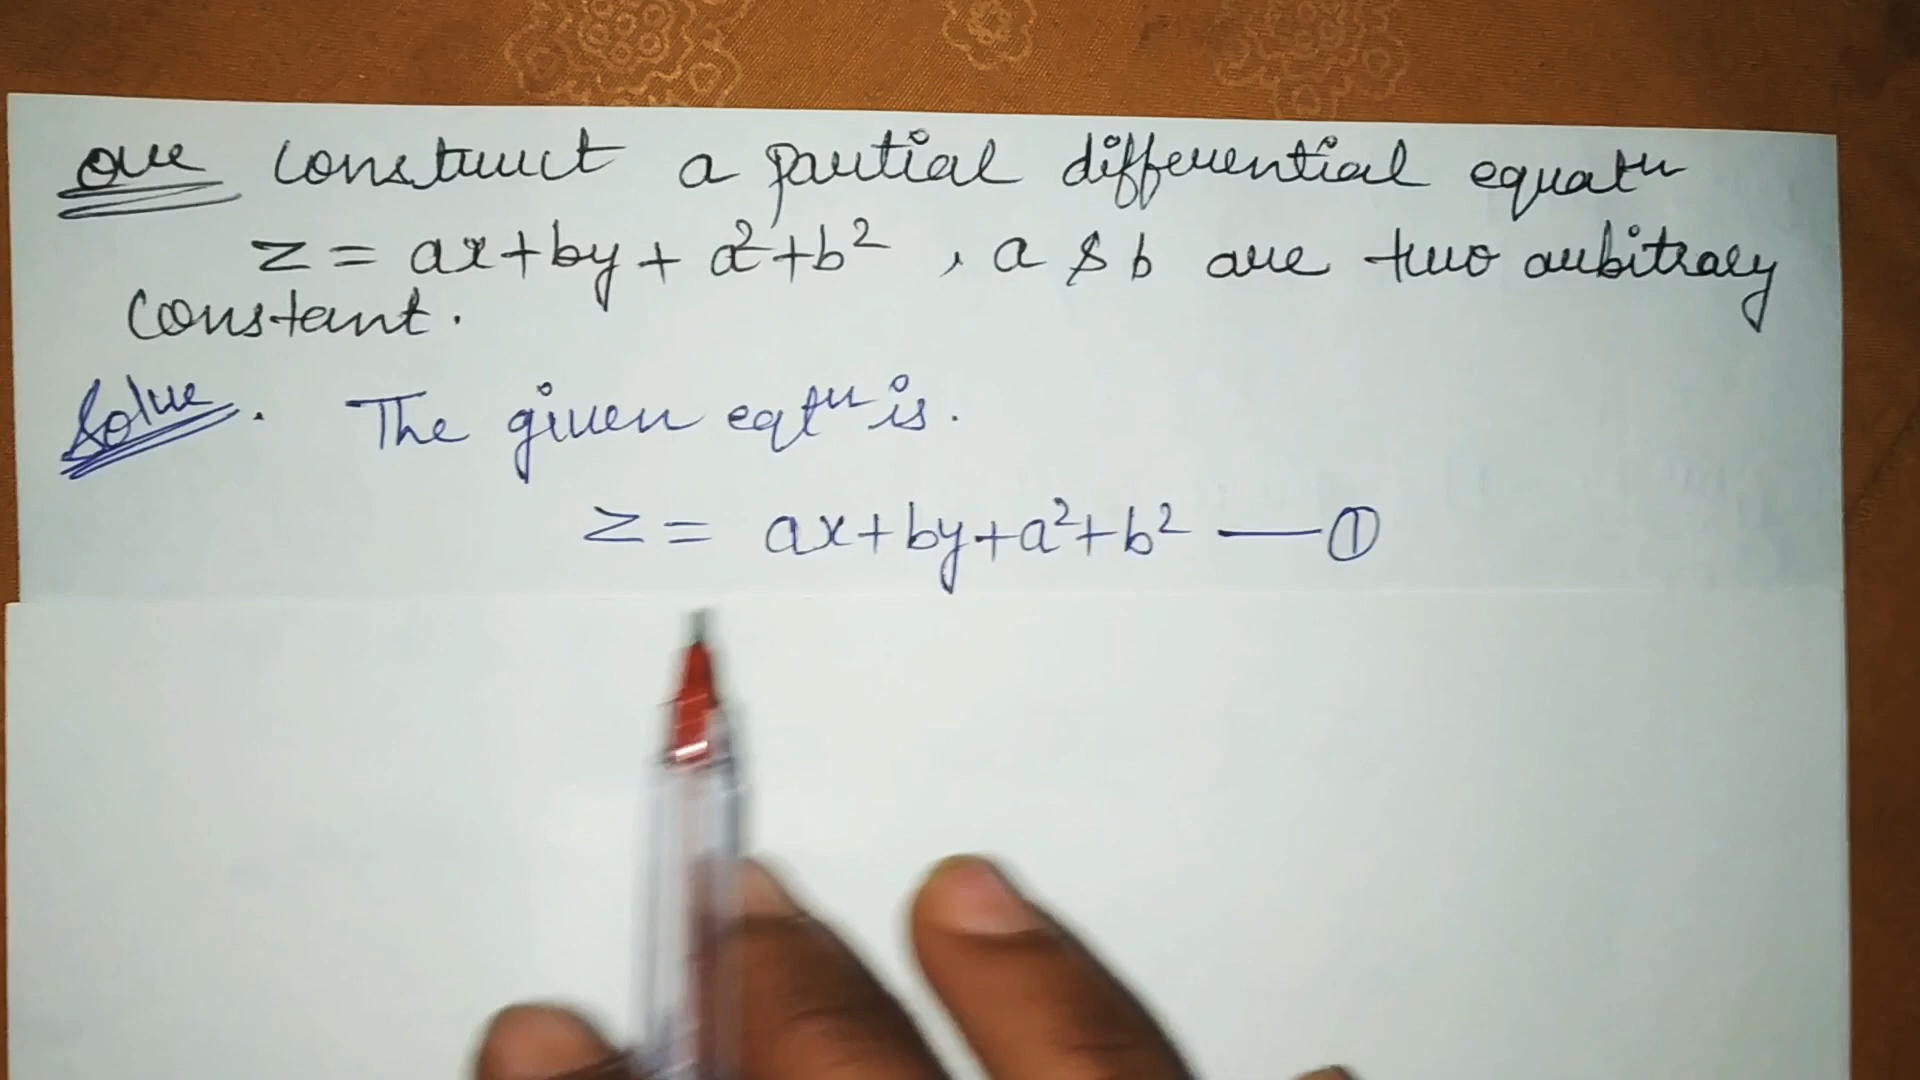 Que Construct a partial differential equatn
z = ax+by+a²+b² , a & b are two arbitrary
Constant.
Solve. The given eqtn is.
z = ax+by+a²+b² — ①